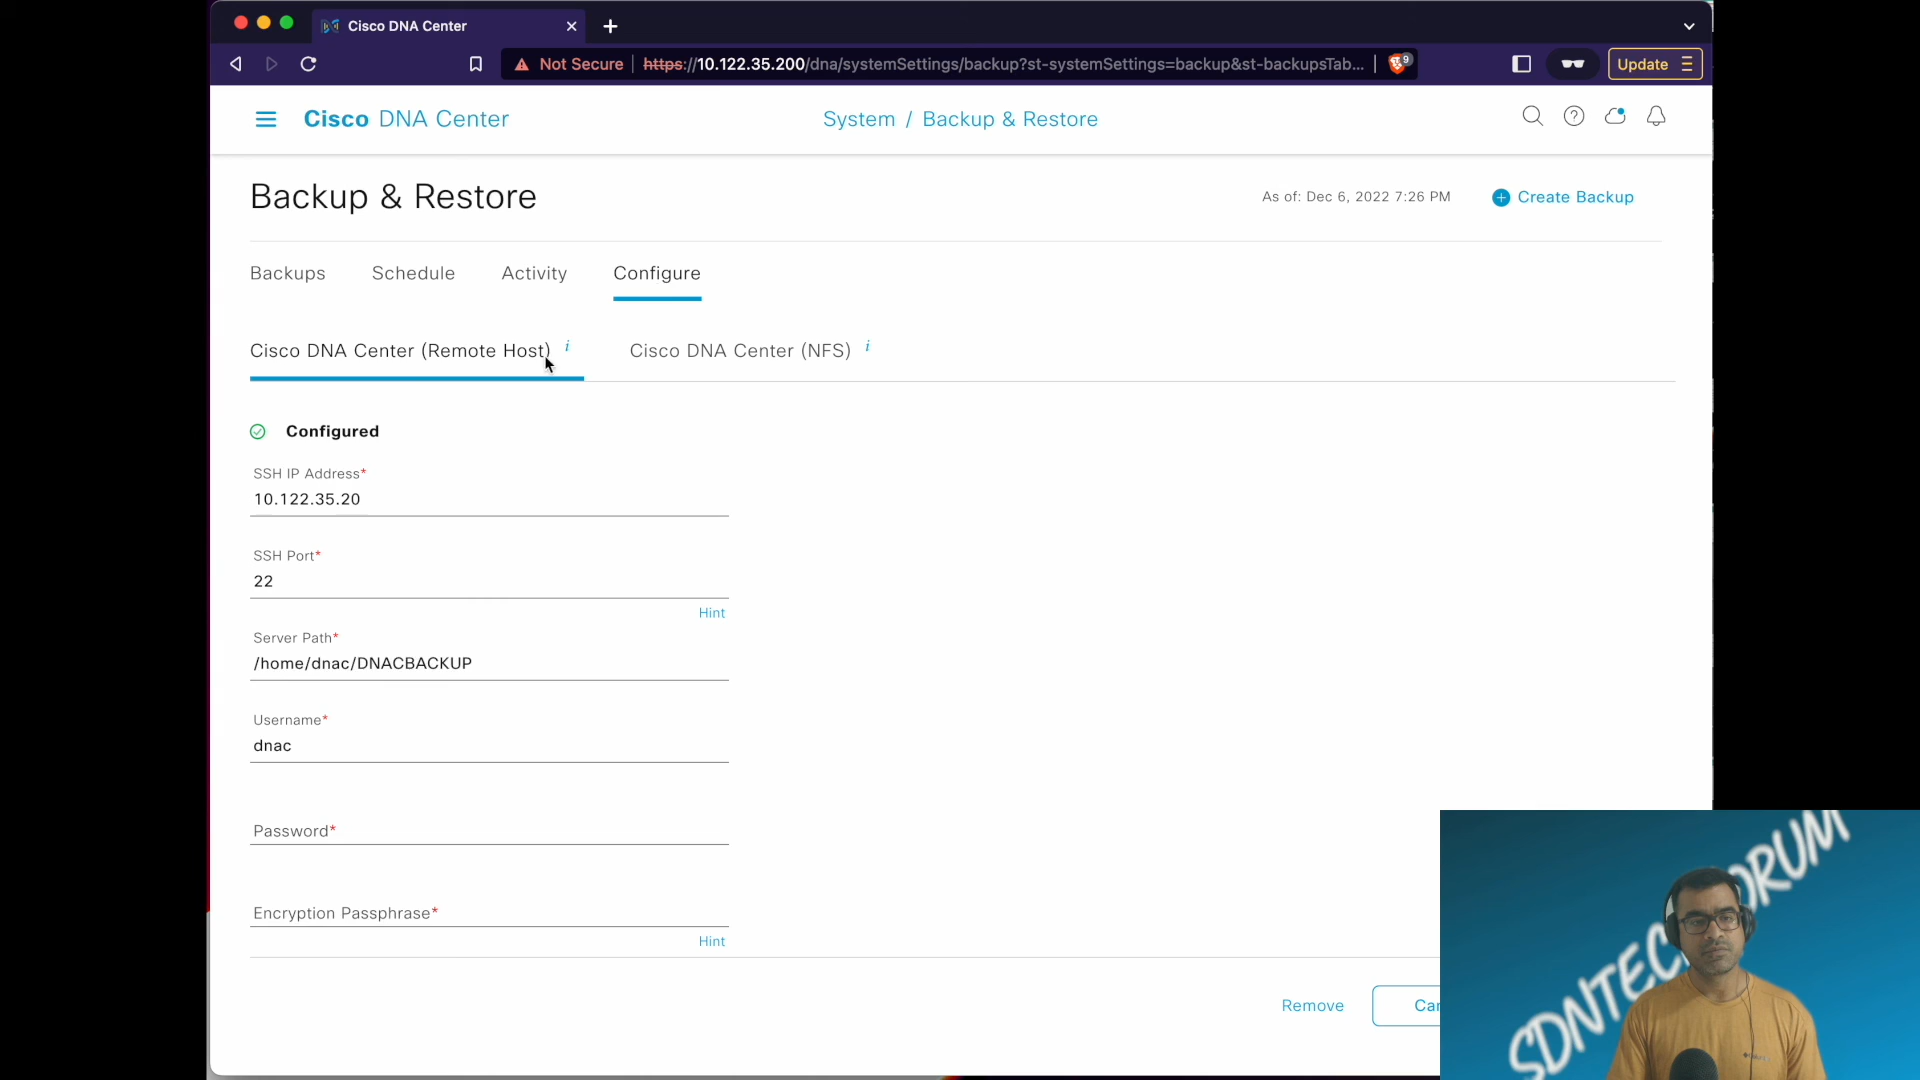 Cisco DNA Center
Not Secure
https://10.122.35.200/dna/systemSettings/backup?st-systemSettings=backup&st-backupsTab...
9
Update
Cisco DNA Center
System / Backup & Restore
Backup & Restore
As of: Dec 6, 2022 7:26 PM
Create Backup
Backups
Schedule
Activity
Configure
Cisco DNA Center (Remote Host) i
Cisco DNA Center (NFS) i
Configured
SSH IP Address*
10.122.35.20
SSH Port*
22
Hint
Server Path*
/home/dnac/DNACBACKUP
Username*
dnac
Password*
Encryption Passphrase*
Hint
Remove